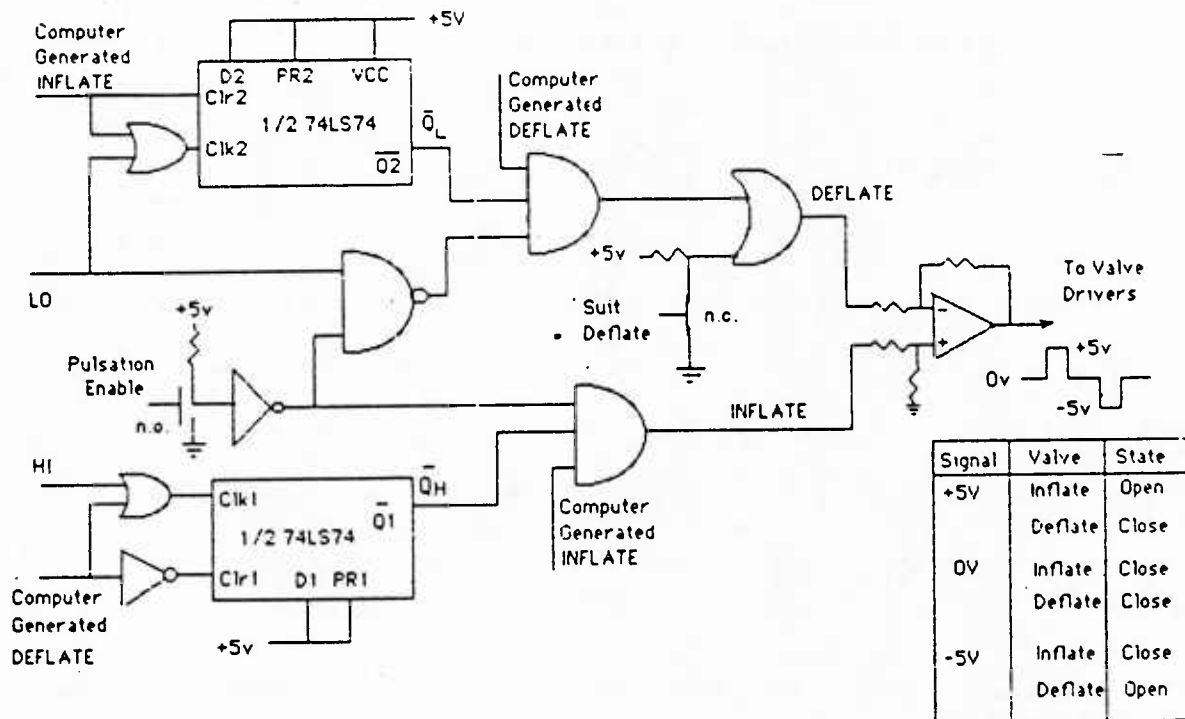 Computer
Generated
INFLATE
+5V
D2 PR2 VCC
Clr2
1/2 74LS74
Clk2
Q̅2
Q̅L
Computer
Generated
DEFLATE
DEFLATE
LO
+5v
+5v
Suit
Deflate
n.c.
To Valve
Drivers
- 
+
+5v
0v
-5v
Pulsation
Enable
n.o.
INFLATE
HI
Clk1
Q̅1
Q̅H
1/2 74LS74
Clr1
D1 PR1
+5v
Computer
Generated
DEFLATE
Computer
Generated
INFLATE
Signal Valve State
+5V Inflate Open
Deflate Close
0V Inflate Close
Deflate Close
-5V Inflate Close
Deflate Open